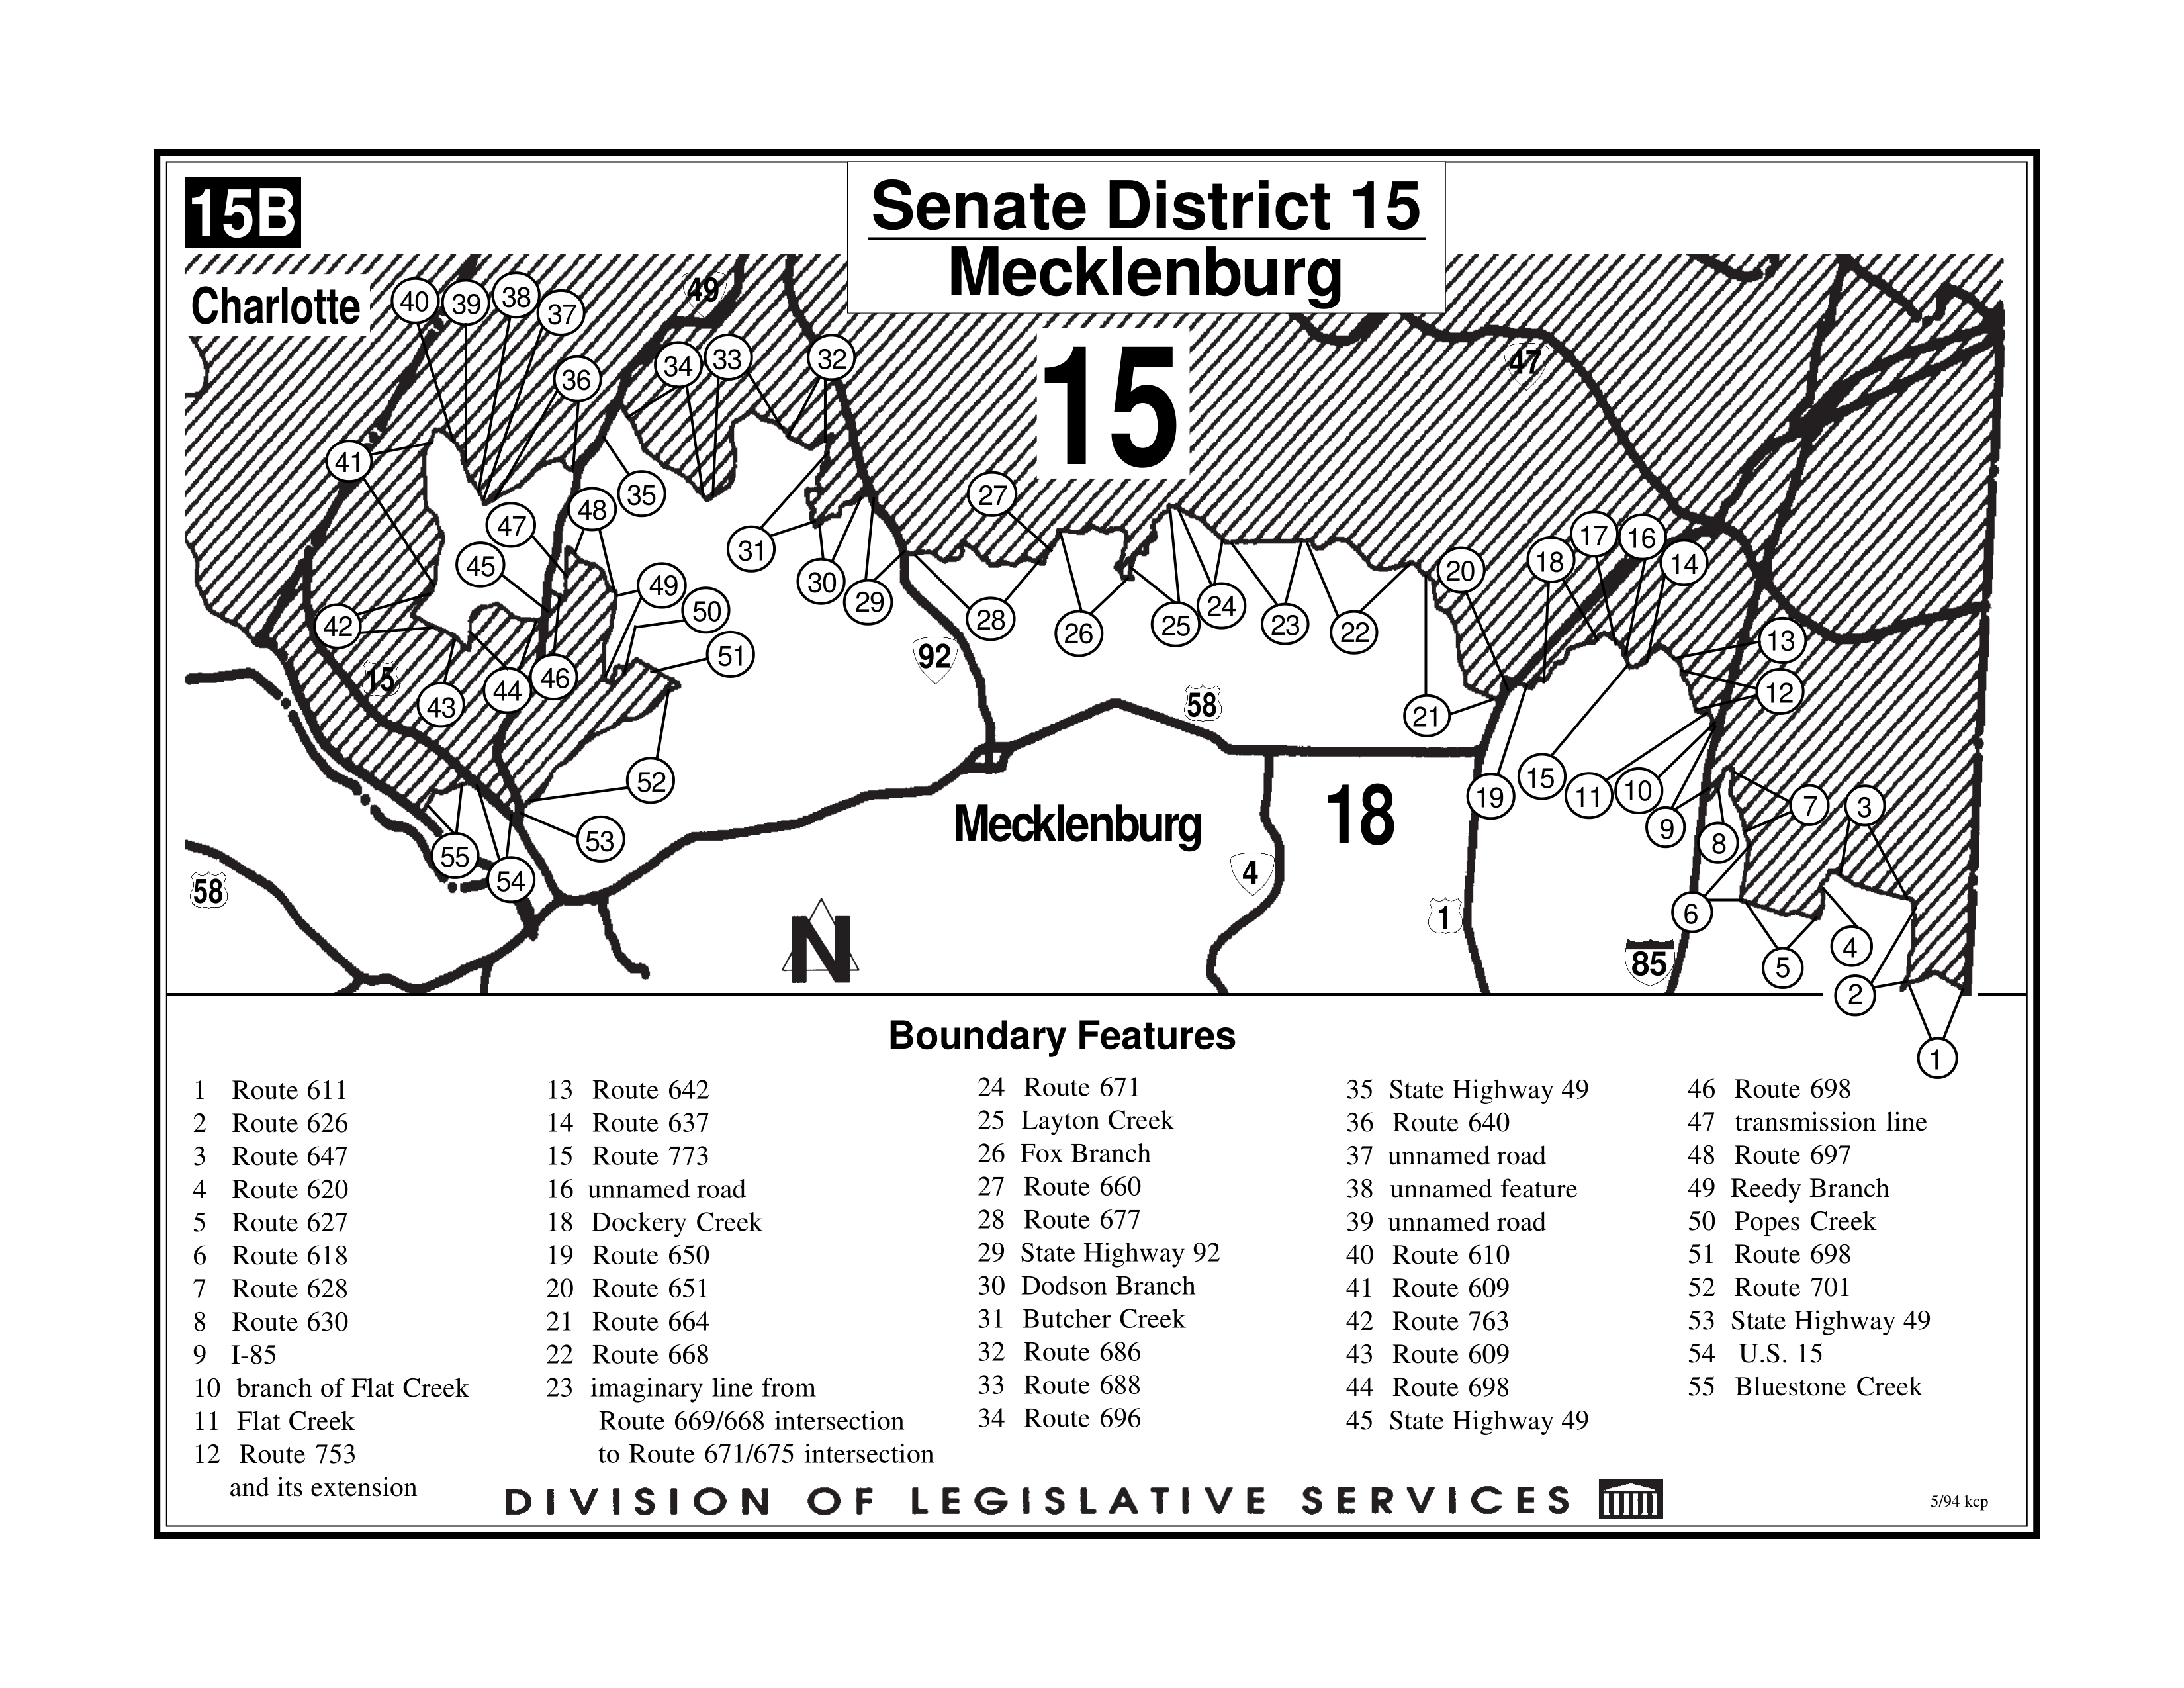 15B
Senate District 15
Mecklenburg
Charlotte
40
39
38
37
49
36
34
33
32
15
47
41
35
48
47
45
27
31
30
29
49
50
51
42
15
43
44
46
28
26
25
24
23
22
20
18
17
16
14
13
12
92
58
21
19
15
11
10
9
8
7
3
52
53
55
54
58
Mecklenburg
18
4
1
85
6
5
4
2
1
N
Boundary Features
1 Route 611
2 Route 626
3 Route 647
4 Route 620
5 Route 627
6 Route 618
7 Route 628
8 Route 630
9 I-85
10 branch of Flat Creek
11 Flat Creek
12 Route 753
and its extension
13 Route 642
14 Route 637
15 Route 773
16 unnamed road
18 Dockery Creek
19 Route 650
20 Route 651
21 Route 664
22 Route 668
23 imaginary line from
Route 669/668 intersection
to Route 671/675 intersection
24 Route 671
25 Layton Creek
26 Fox Branch
27 Route 660
28 Route 677
29 State Highway 92
30 Dodson Branch
31 Butcher Creek
32 Route 686
33 Route 688
34 Route 696
35 State Highway 49
36 Route 640
37 unnamed road
38 unnamed feature
39 unnamed road
40 Route 610
41 Route 609
42 Route 763
43 Route 609
44 Route 698
45 State Highway 49
46 Route 698
47 transmission line
48 Route 697
49 Reedy Branch
50 Popes Creek
51 Route 698
52 Route 701
53 State Highway 49
54 U.S. 15
55 Bluestone Creek
DIVISION OF LEGISLATIVE SERVICES
5/94 kcp